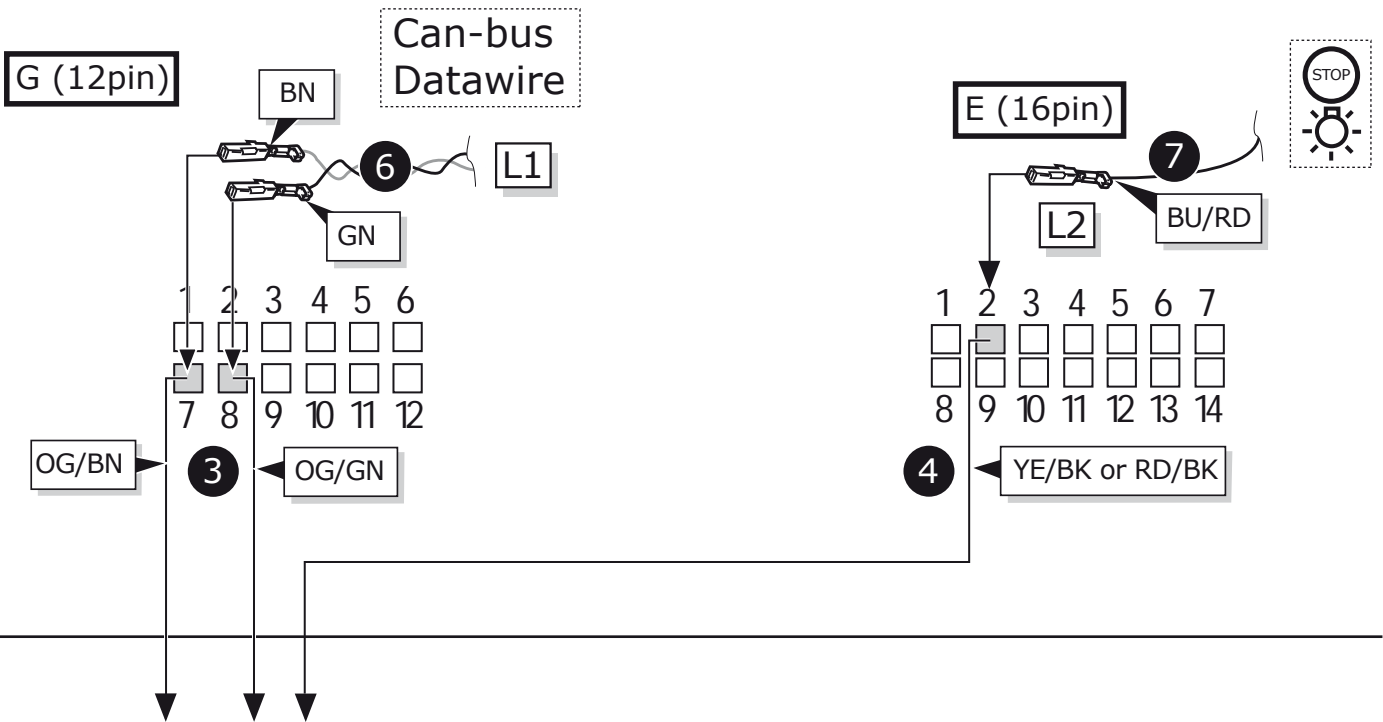 Can-bus
Datawire
G (12pin)
BN
STOP
E (16pin)
6
L1
7
GN
L2
BU/RD
1 2 3 4 5 6
7 8 9 10 11 12
1 2 3 4 5 6 7
8 9 10 11 12 13 14
OG/BN
3
OG/GN
4
YE/BK or RD/BK